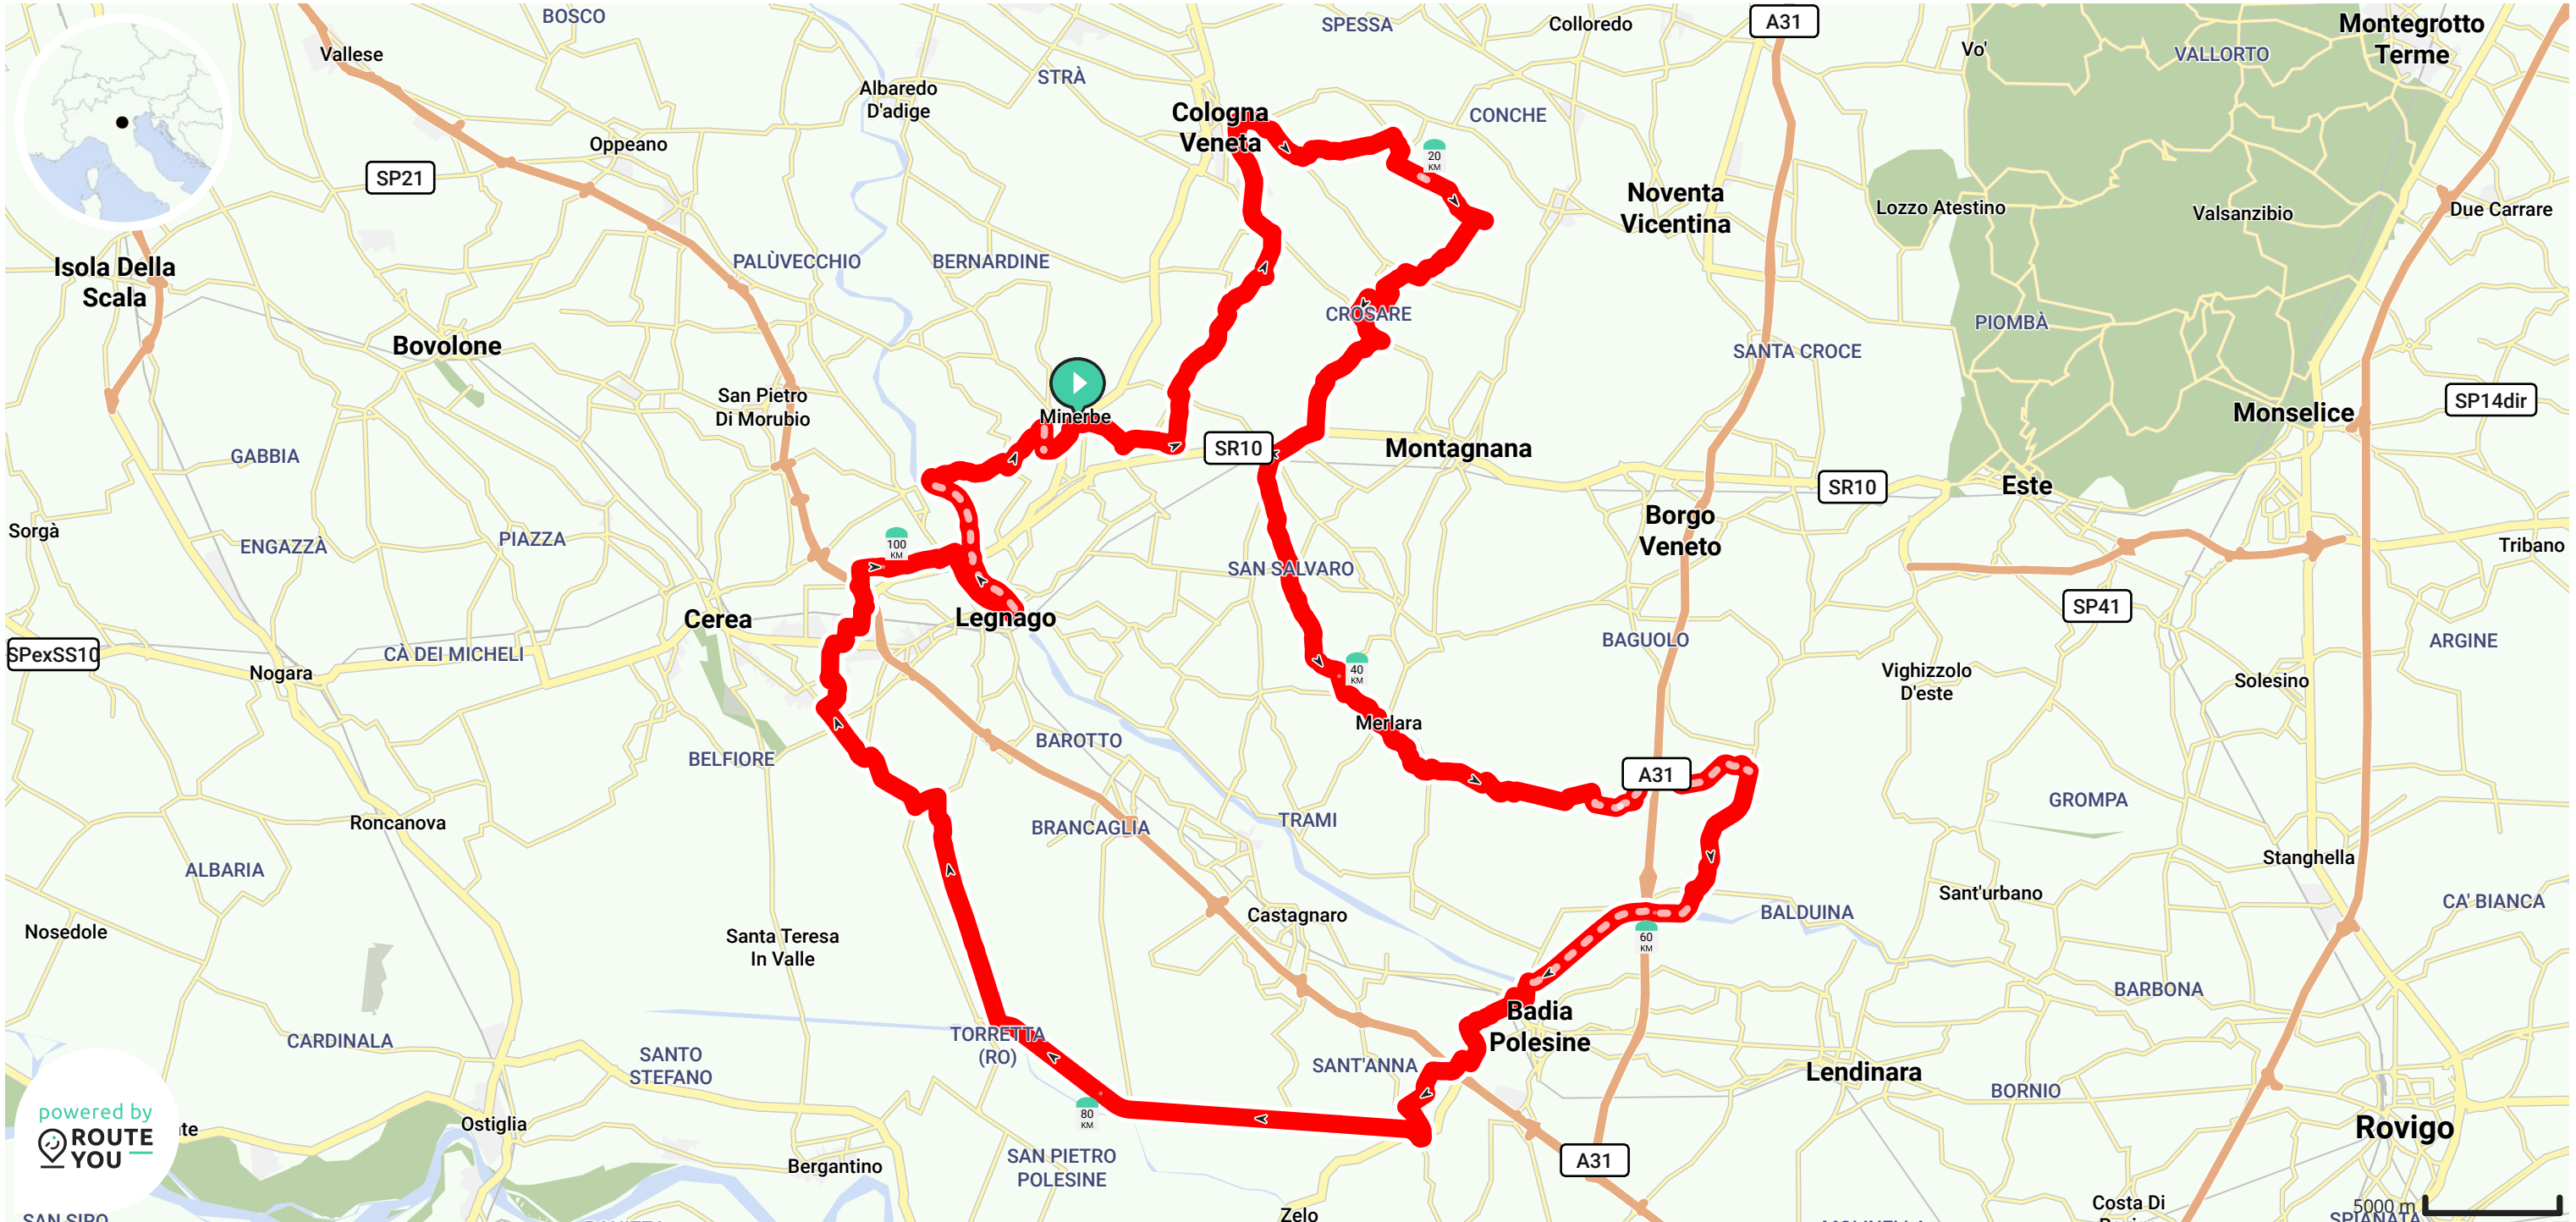 BOSCO
SPESSA
Colloredo
A31
Montegrotto
Terme
Vallese
STRÀ
Vo'
VALLORTO
Albaredo
D'adige
Cologna
Veneta
CONCHE
Oppeano
20
KM
SP21
Noventa
Vicentina
Lozzo Atestino
Valsanzibio
Due Carrare
Isola Della
Scala
PALÙVECCHIO
BERNARDINE
CROSARE
PIOMBÀ
Bovolone
SANTA CROCE
San Pietro
Di Morubio
Minerbe
SP14dir
Monselice
GABBIA
SR10
Montagnana
SR10
Este
Sorgà
ENGAZZÀ
PIAZZA
100
KM
Borgo
Veneto
Tribano
SAN SALVARO
SP41
Cerea
Legnago
BAGUOLO
ARGINE
SPexSS10
CÀ DEI MICHELI
Nogara
40
KM
Vighizzolo
D'este
Solesino
Merlara
BELFIORE
BAROTTO
A31
GROMPA
Roncanova
BRANCAGLIA
TRAMI
Stanghella
ALBARIA
Sant'urbano
CA' BIANCA
Castagnaro
BALDUINA
Nosedole
Santa Teresa
In Valle
60
KM
BARBONA
Badia
Polesine
CARDINALA
TORRETTA
(RO)
SANTO
STEFANO
SANT'ANNA
Lendinara
BORNIO
powered by
ROUTE
YOU
80
KM
Ostiglia
Rovigo
Bergantino
SAN PIETRO
POLESINE
A31
Costa Di
5000 m
Zelo